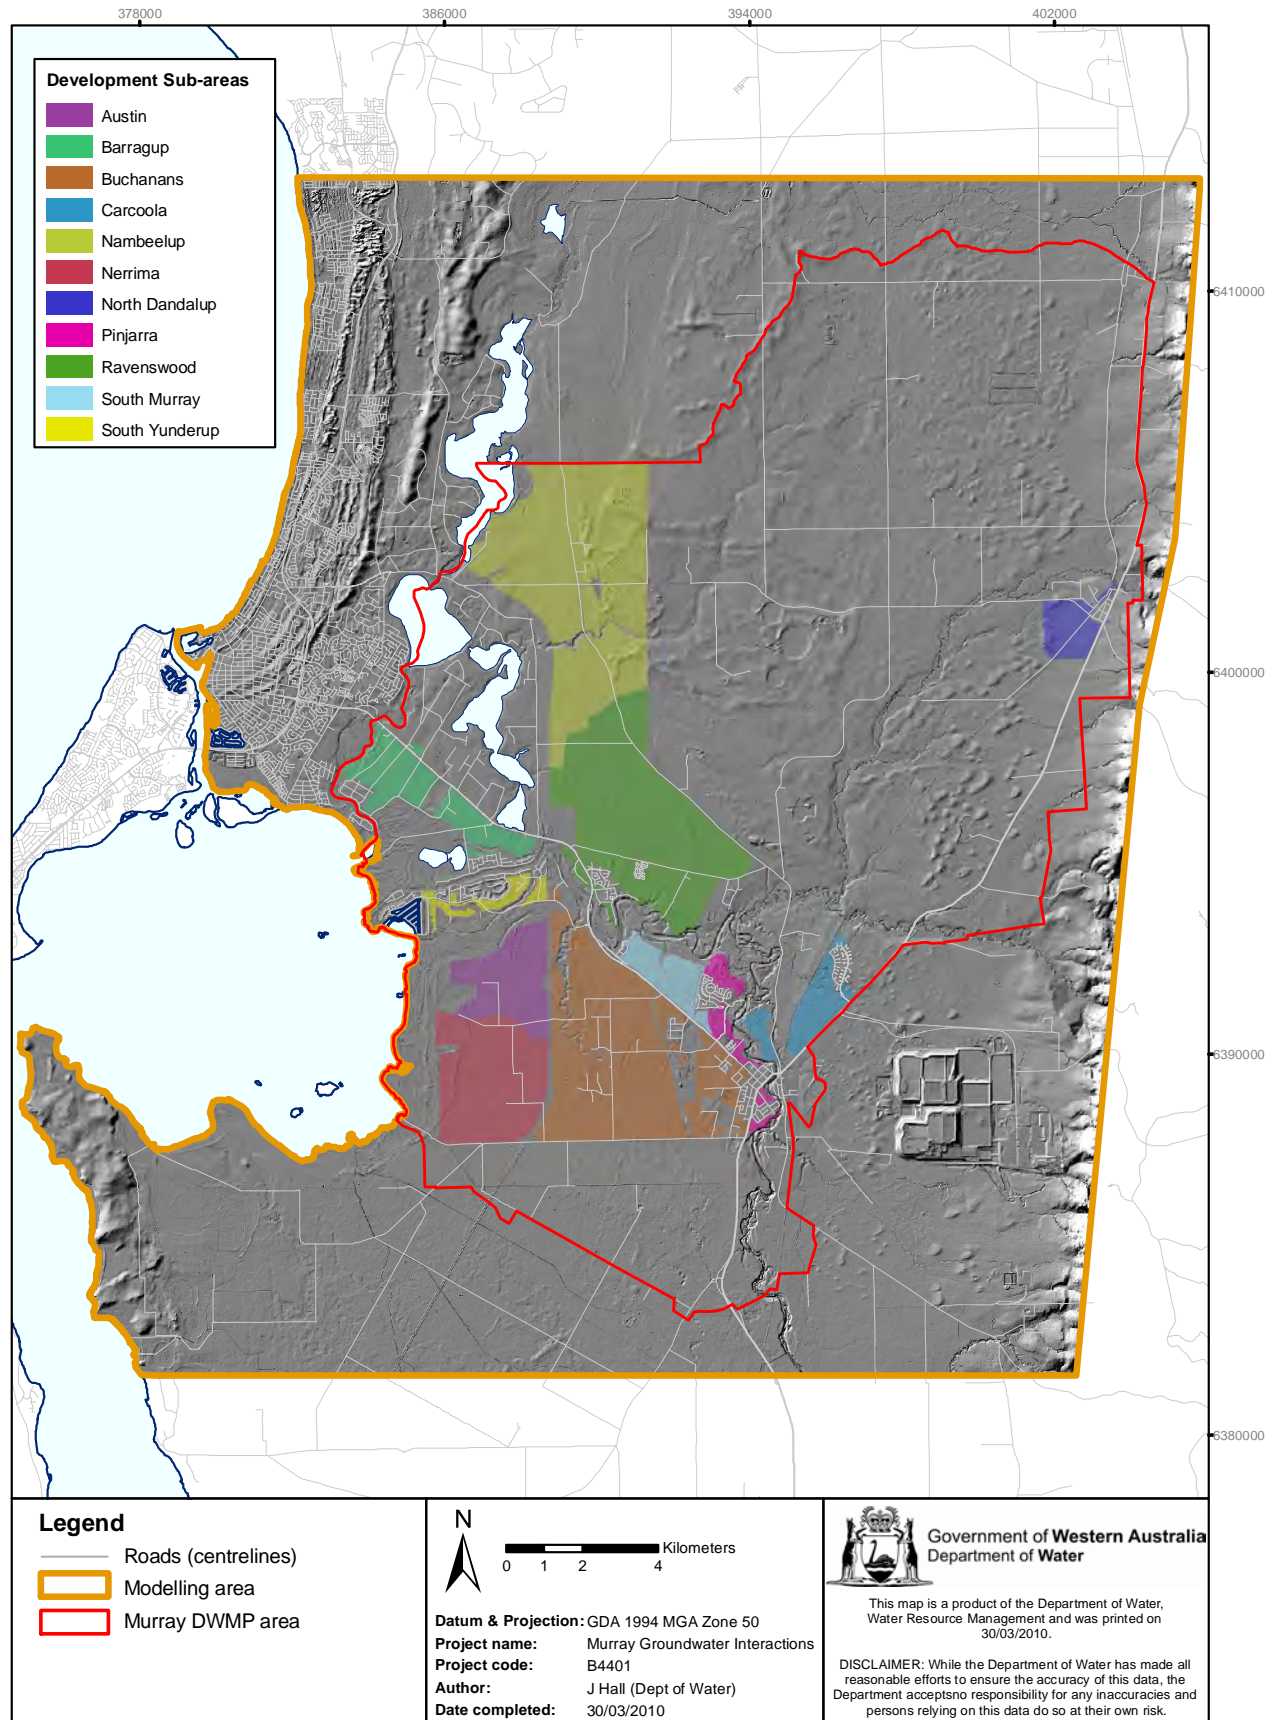 378000
386000
394000
402000
Development Sub-areas
Austin
Barragup
Buchanans
Carcoola
Nambeelup
Nerrima
North Dandalup
Pinjarra
Ravenswood
South Murray
South Yunderup
6410000
6400000
6390000
6380000
Legend
Roads (centrelines)
Modelling area
Murray DWMP area
N
Kilometers
0 1 2 4
Datum & Projection: GDA 1994 MGA Zone 50
Project name: Murray Groundwater Interactions
Project code: B4401
Author: J Hall (Dept of Water)
Date completed: 30/03/2010
Government of Western Australia
Department of Water
This map is a product of the Department of Water,
Water Resource Management and was printed on
30/03/2010.
DISCLAIMER: While the Department of Water has made all
reasonable efforts to ensure the accuracy of this data, the
Department acceptsno responsibility for any inaccuracies and
persons relying on this data do so at their own risk.